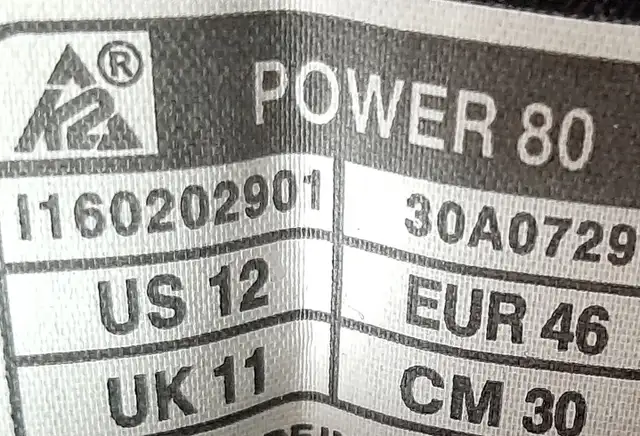 K2 ® POWER 80
I160202901 30A0729
US 12 EUR 46
UK 11 CM 30